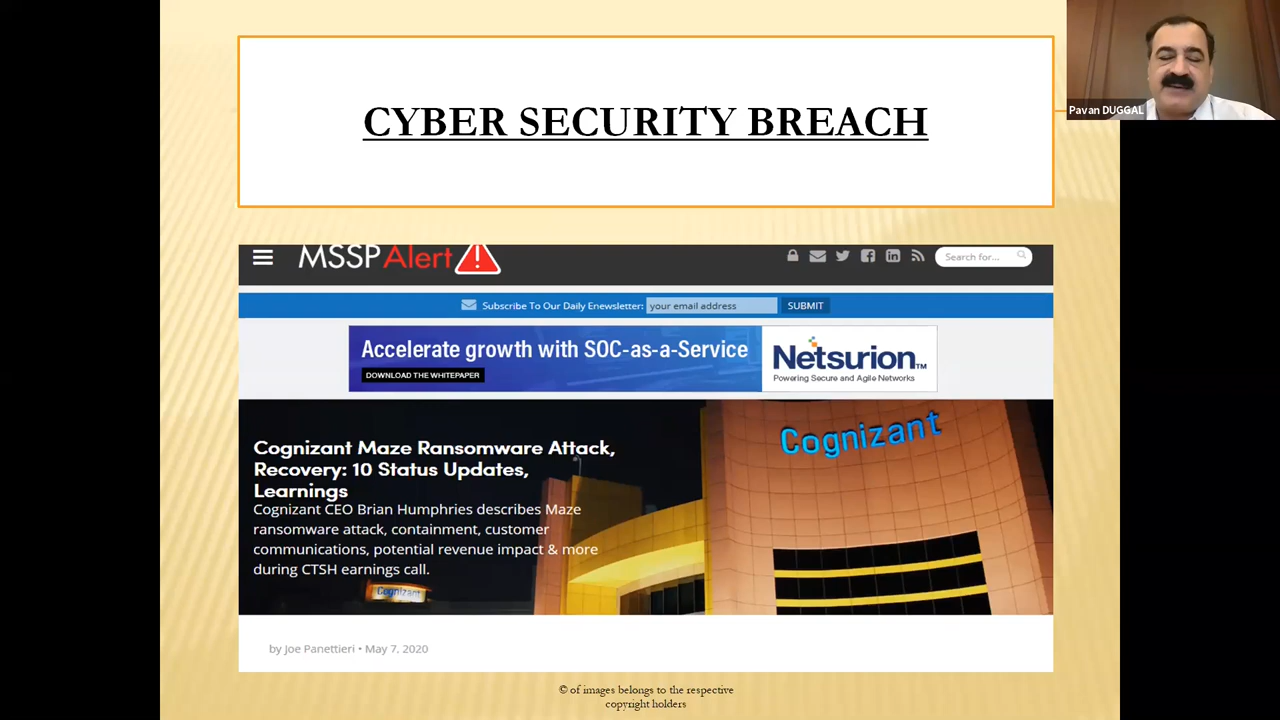 CYBER SECURITY BREACH
Pavan DUGGAL
MSSP Alert
Search for...
Subscribe To Our Daily Enewsletter: your email address SUBMIT
Accelerate growth with SOC-as-a-Service
DOWNLOAD THE WHITEPAPER
Netsurion™
Powering Secure and Agile Networks
Cognizant
Cognizant Maze Ransomware Attack,
Recovery: 10 Status Updates,
Learnings
Cognizant CEO Brian Humphries describes Maze
ransomware attack, containment, customer
communications, potential revenue impact & more
during CTSH earnings call.
Cognizant
by Joe Panettieri • May 7, 2020
© of images belongs to the respective
copyright holders